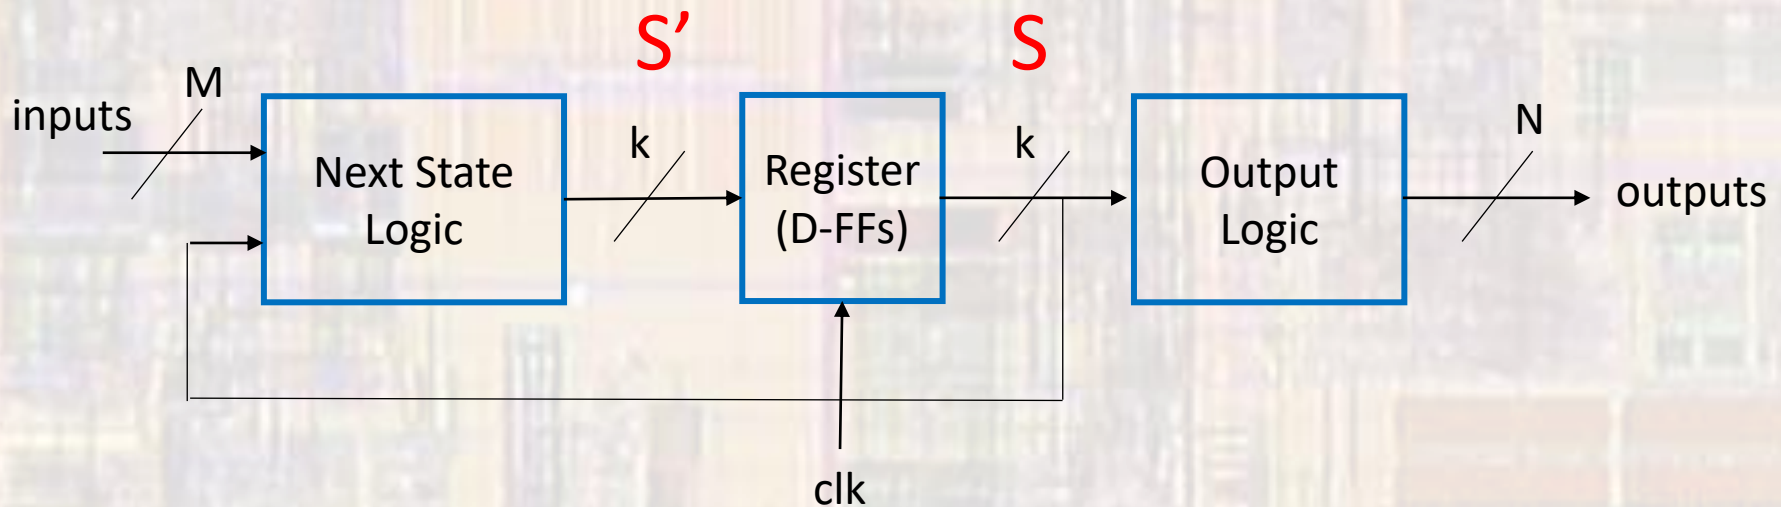 S’
S
M
inputs
Next State
Logic
k
Register
(D-FFs)
k
Output
Logic
N
outputs
clk